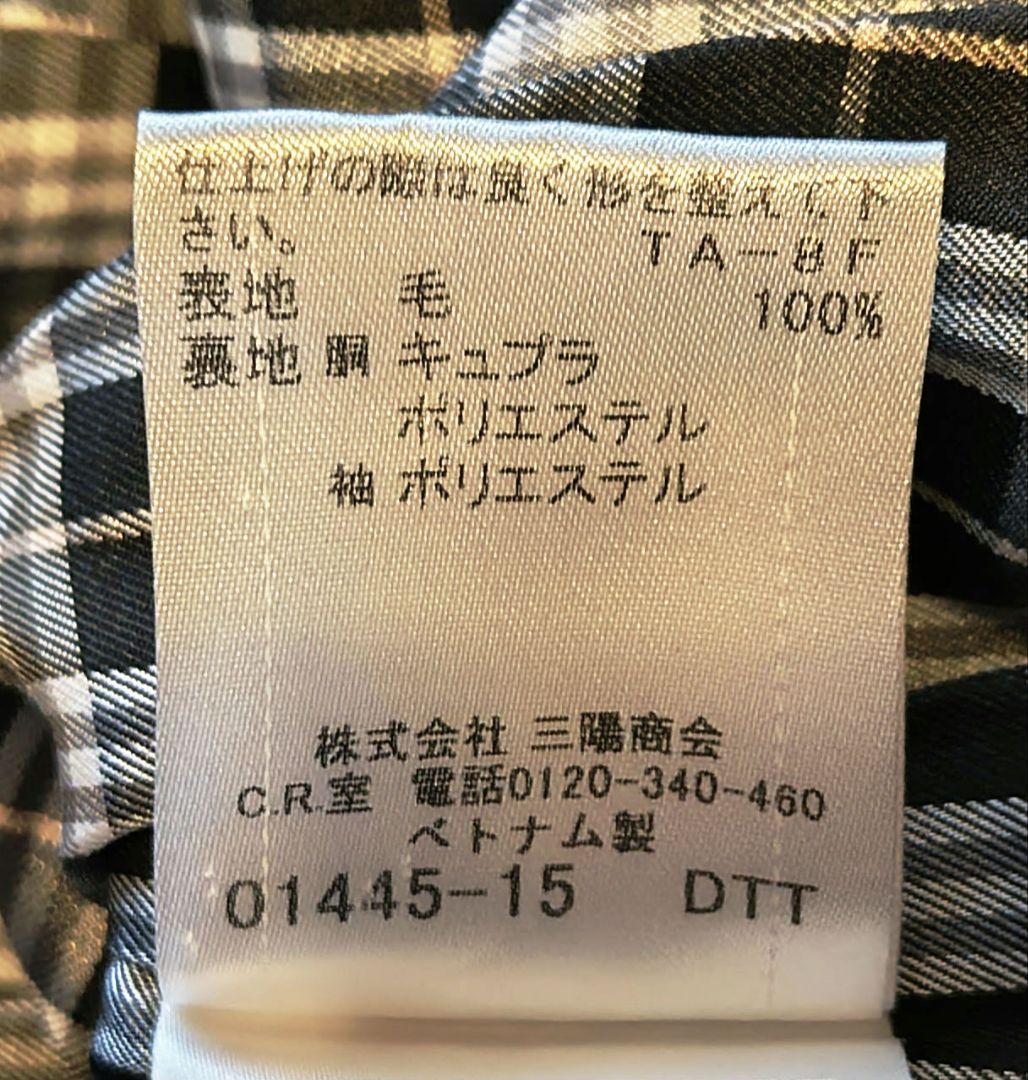 仕上げの際は良く形を整えて下
さい。 TA-8F
表地 毛 100%
裏地 胴 キュプラ
ポリエステル
袖 ポリエステル
株式会社 三陽商会
C.R.室 電話0120-340-460
ベトナム製
01445-15 DTT